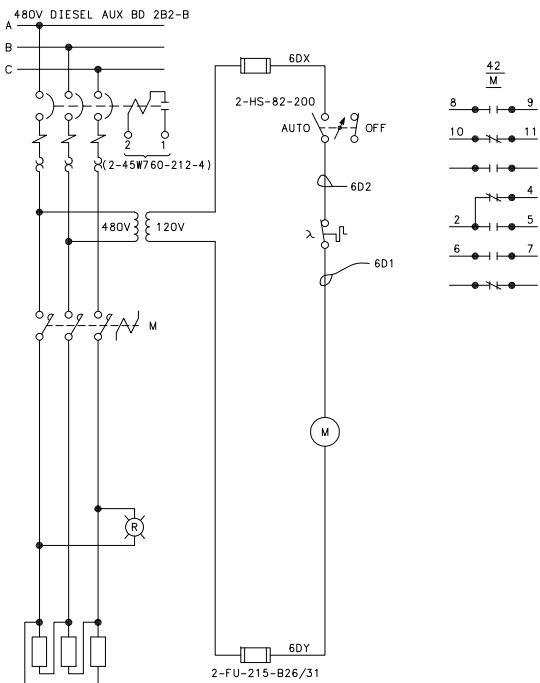 480V DIESEL AUX BD 2B2-B
A
B
C
6DX
42
M
2-HS-82-200
8 9
AUTO OFF
10 11
2 1
(2-45W760-212-4)
6D2
4
480V 120V
2 5
λ
6D1
6 7
M
M
R
6DY
2-FU-215-B26/31